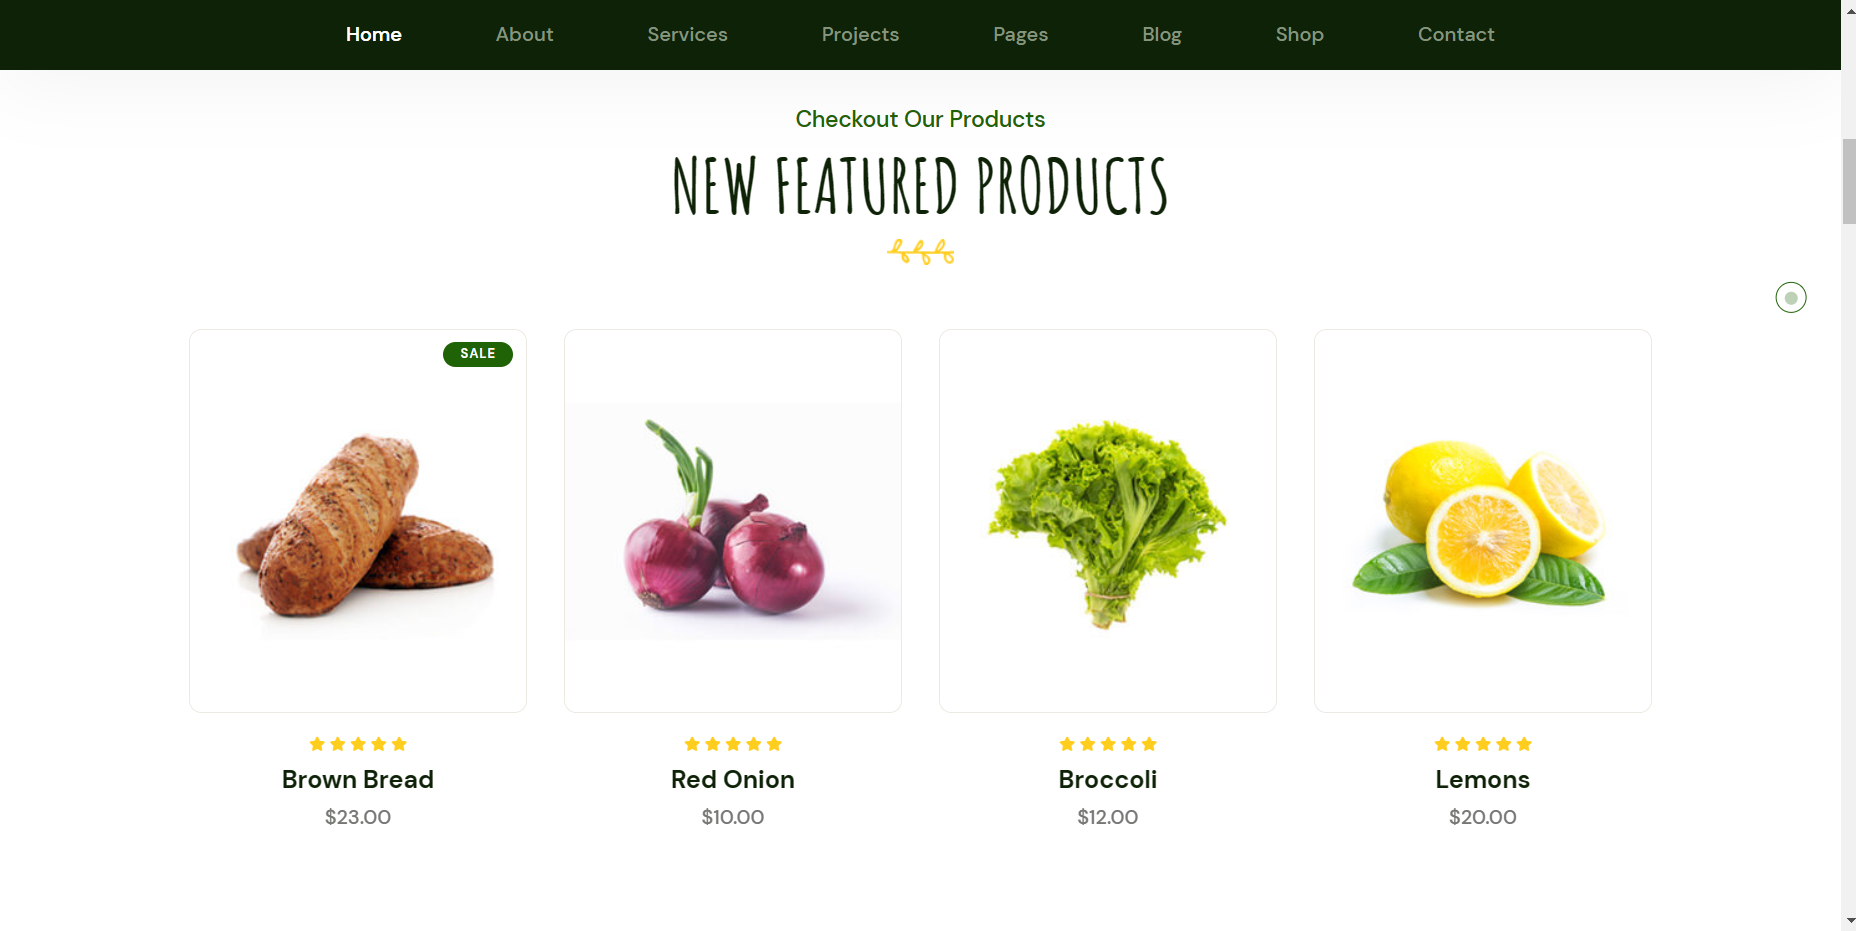 Home About Services Projects Pages Blog Shop Contact
Checkout Our Products
NEW FEATURED PRODUCTS
SALE
Brown Bread
$23.00
Red Onion
$10.00
Broccoli
$12.00
Lemons
$20.00